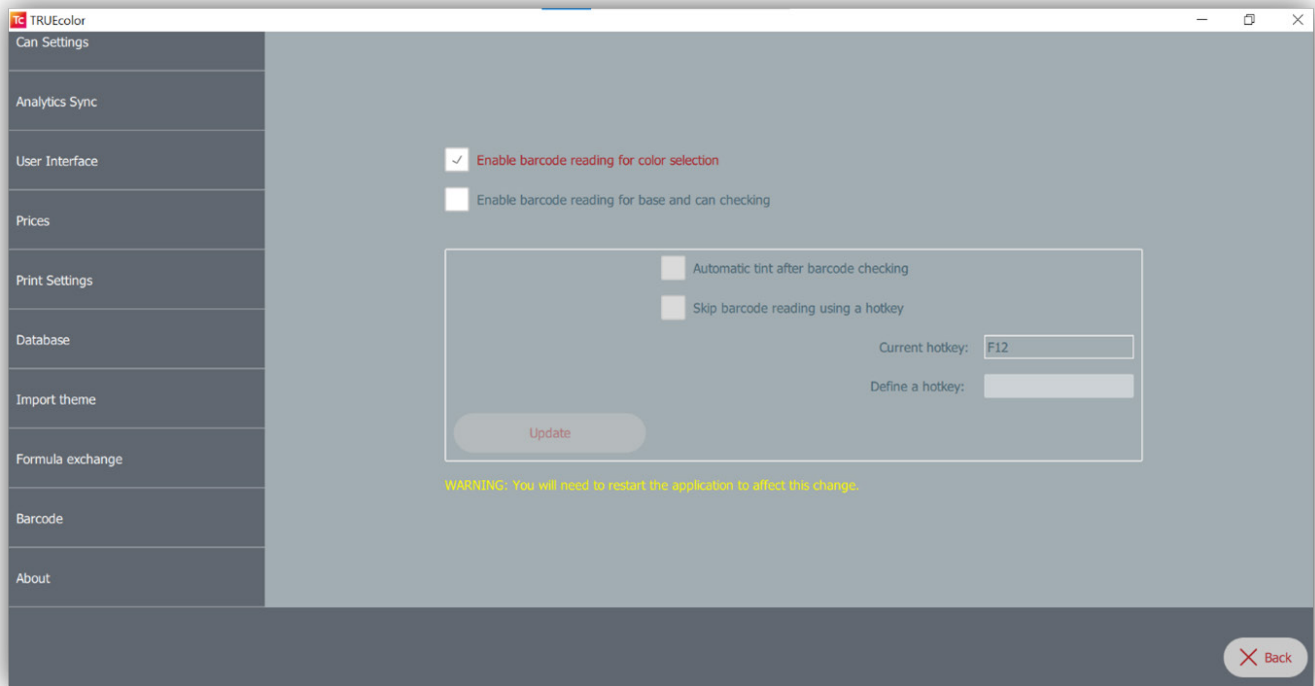 Tc TRUEcolor
Can Settings
Analytics Sync
User Interface
Prices
Print Settings
Database
Import theme
Formula exchange
Barcode
About
Enable barcode reading for color selection
Enable barcode reading for base and can checking
Automatic tint after barcode checking
Skip barcode reading using a hotkey
Current hotkey: F12
Define a hotkey:
Update
WARNING: You will need to restart the application to affect this change.
Back